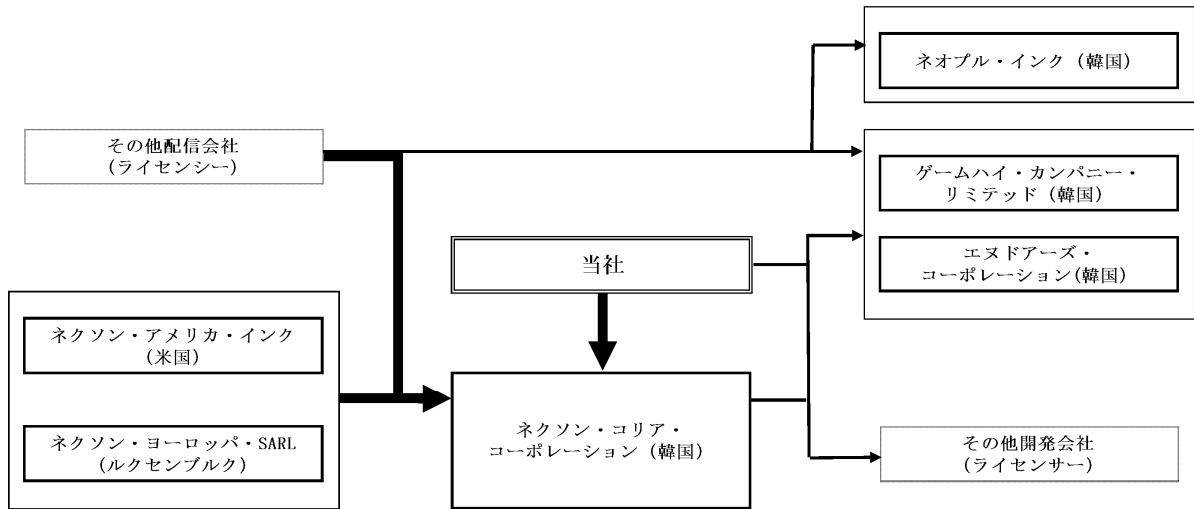 ネオプル・インク (韓国)
その他配信会社
(ライセンシー)
ゲームハイ・カンパニー・
リミテッド (韓国)
エヌドアーズ・
コーポレーション(韓国)
当社
ネクソン・アメリカ・インク
(米国)
ネクソン・ヨーロッパ・SARL
(ルクセンブルク)
ネクソン・コリア・
コーポレーション (韓国)
その他開発会社
(ライセンサー)